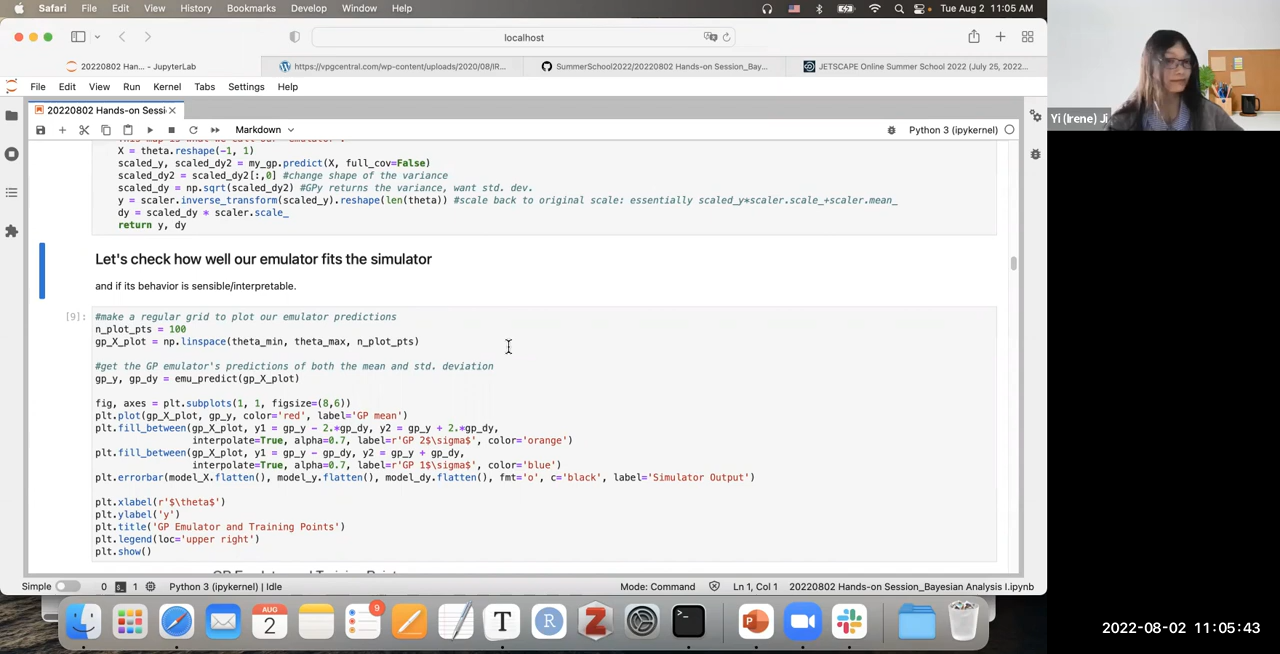 Safari File Edit View History Bookmarks Develop Window Help
Tue Aug 2 11:05 AM
localhost
20220802 Han... - JupyterLab
https://vpgcentral.com/wp-content/uploads/2020/08/IR...
SummerSchool2022/20220802 Hands-on Session_Bay...
JETSCAPE Online Summer School 2022 (July 25, 2022...
File Edit View Run Kernel Tabs Settings Help
20220802 Hands-on Sessi
Markdown
Python 3 (ipykernel)
X = theta.reshape(-1, 1)
scaled_y, scaled_dy2 = my_gp.predict(X, full_cov=False)
scaled_dy2 = scaled_dy2[:,0] #change shape of the variance
scaled_dy = np.sqrt(scaled_dy2) #GPy returns the variance, want std. dev.
y = scaler.inverse_transform(scaled_y).reshape(len(theta)) #scale back to original scale: essentially scaled_y*scaler.scale_+scaler.mean_
dy = scaled_dy * scaler.scale_
return y, dy
Let's check how well our emulator fits the simulator
and if its behavior is sensible/interpretable.
[9]:
#make a regular grid to plot our emulator predictions
n_plot_pts = 100
gp_X_plot = np.linspace(theta_min, theta_max, n_plot_pts)
#get the GP emulator's predictions of both the mean and std. deviation
gp_y, gp_dy = emu_predict(gp_X_plot)
fig, axes = plt.subplots(1, 1, figsize=(8,6))
plt.plot(gp_X_plot, gp_y, color='red', label='GP mean')
plt.fill_between(gp_X_plot, y1 = gp_y - 2.*gp_dy, y2 = gp_y + 2.*gp_dy,
interpolate=True, alpha=0.7, label=r'GP 2$\sigma$', color='orange')
plt.fill_between(gp_X_plot, y1 = gp_y - gp_dy, y2 = gp_y + gp_dy,
interpolate=True, alpha=0.7, label=r'GP 1$\sigma$', color='blue')
plt.errorbar(model_X.flatten(), model_y.flatten(), model_dy.flatten(), fmt='o', c='black', label='Simulator Output')
plt.xlabel(r'$\theta$')
plt.ylabel('y')
plt.title('GP Emulator and Training Points')
plt.legend(loc='upper right')
plt.show()
Simple 0 1 Python 3 (ipykernel) | Idle
Mode: Command Ln 1, Col 1 20220802 Hands-on Session_Bayesian Analysis I.ipynb
AUG
2
9
T
R
Z
P
Yi (Irene) Ji
2022-08-02 11:05:43